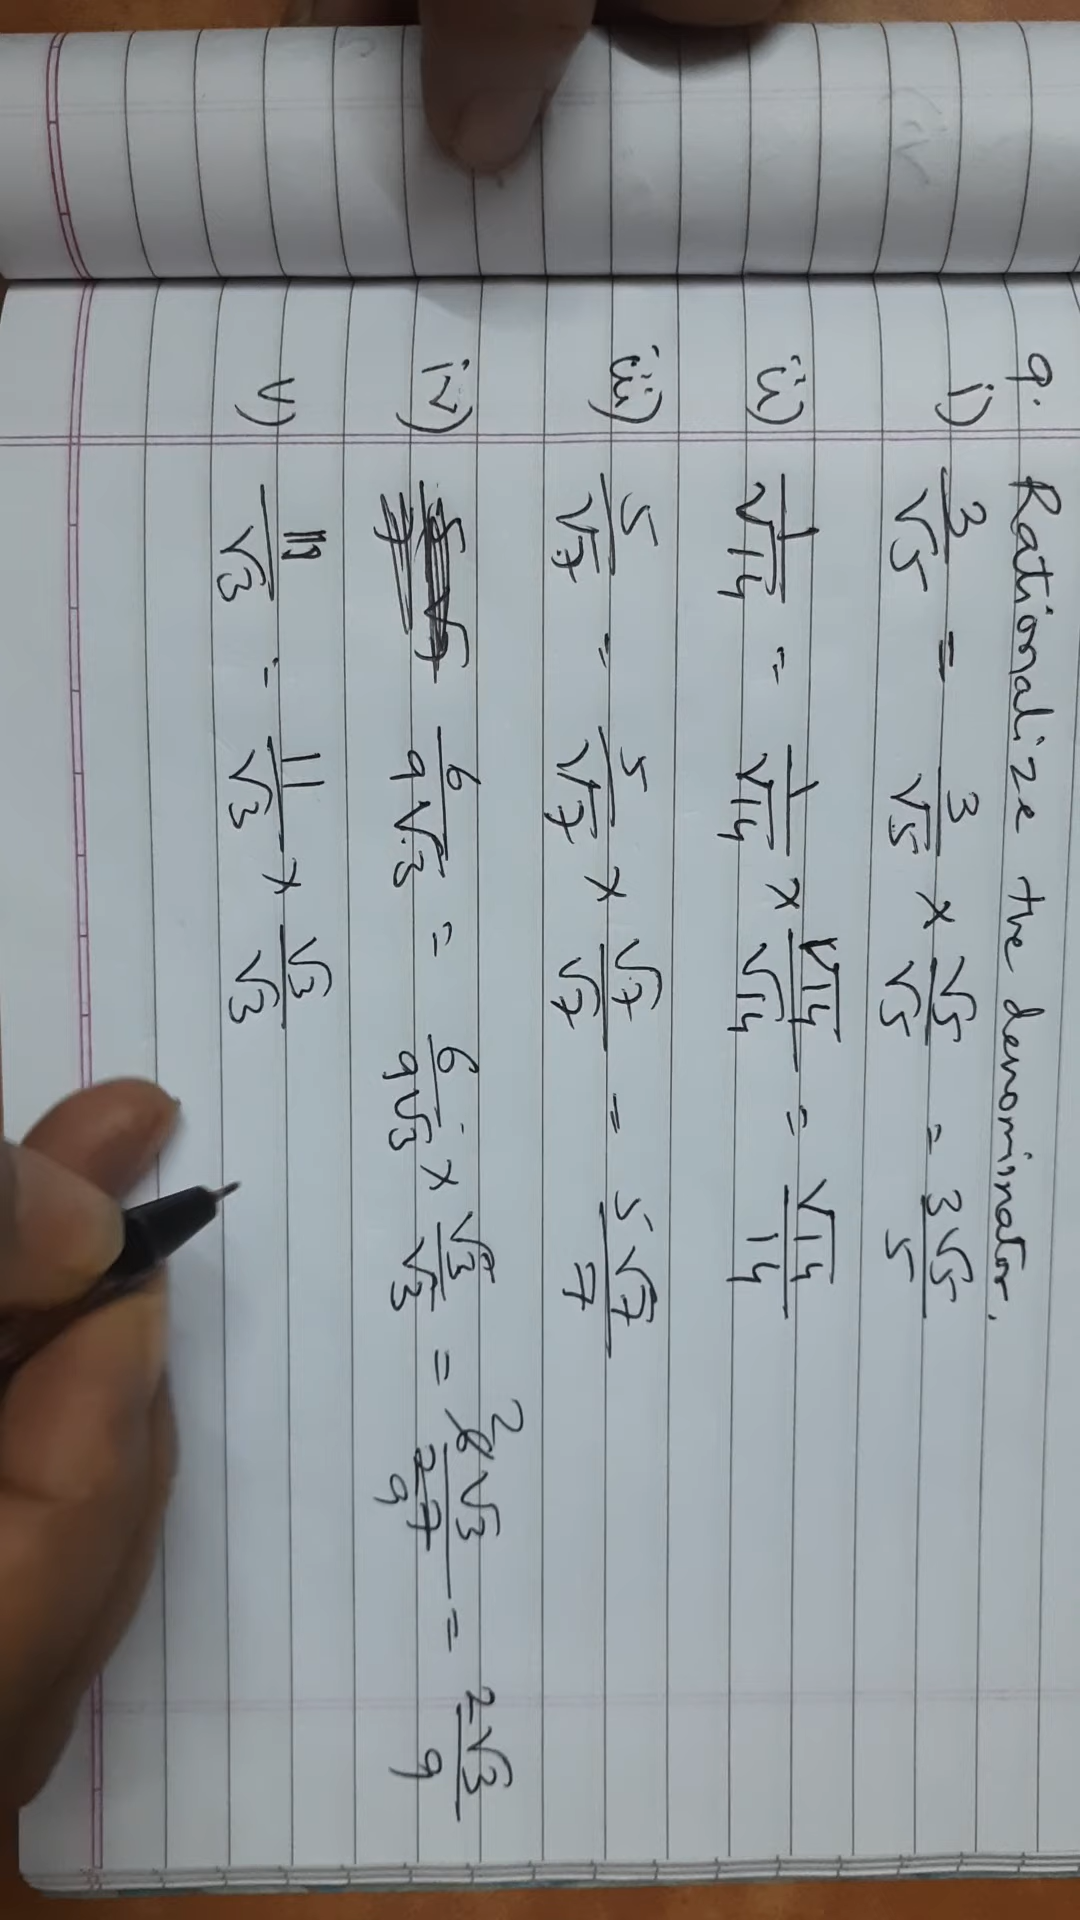 9. Rationalize the denominator.
i) 3/√5 = 3/√5 × √5/√5 = 3√5/5
ii) 1/√14 = 1/√14 × √14/√14 = √14/14
iii) 5/√7 = 5/√7 × √7/√7 = 5√7/7
iv) 6/9√3 = 6/9√3 × √3/√3 = 2 6√3/27 9 = 2√3/9
v) 11/√3 = 11/√3 × √3/√3